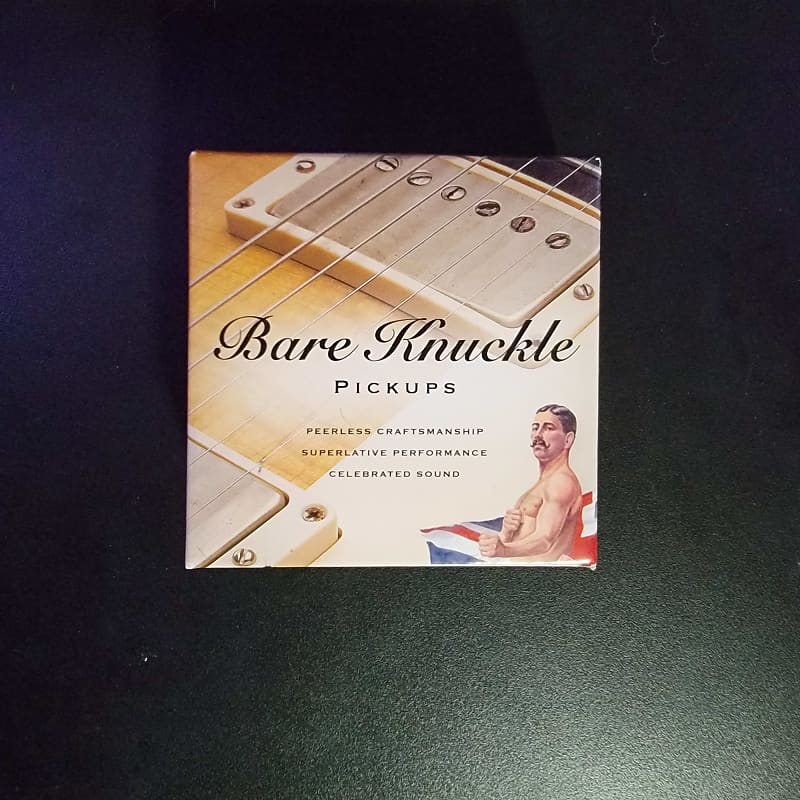 Bare Knuckle
PICKUPS
PEERLESS CRAFTSMANSHIP
SUPERLATIVE PERFORMANCE
CELEBRATED SOUND